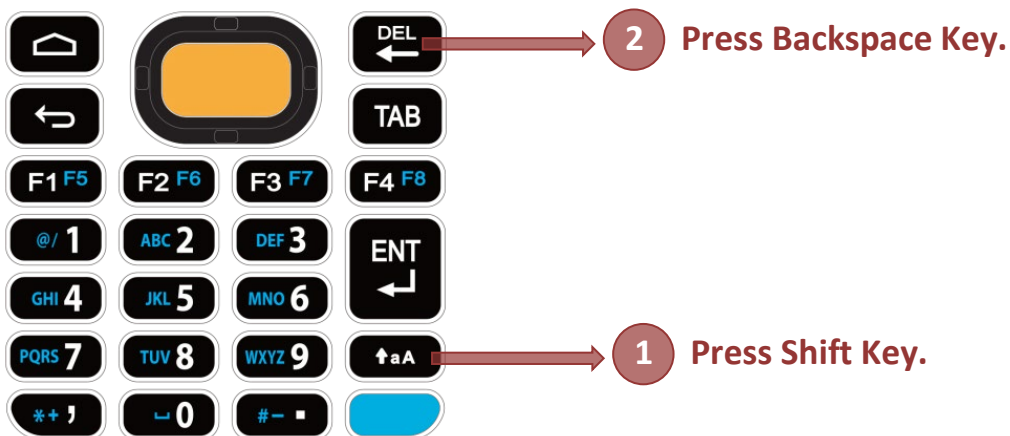 DEL
2 Press Backspace Key.
TAB
F1 F5 F2 F6 F3 F7 F4 F8
@/ 1 ABC 2 DEF 3
ENT
GHI 4 JKL 5 MNO 6
PQRS 7 TUV 8 WXYZ 9 aA 1 Press Shift Key.
*+ , 0 #- .